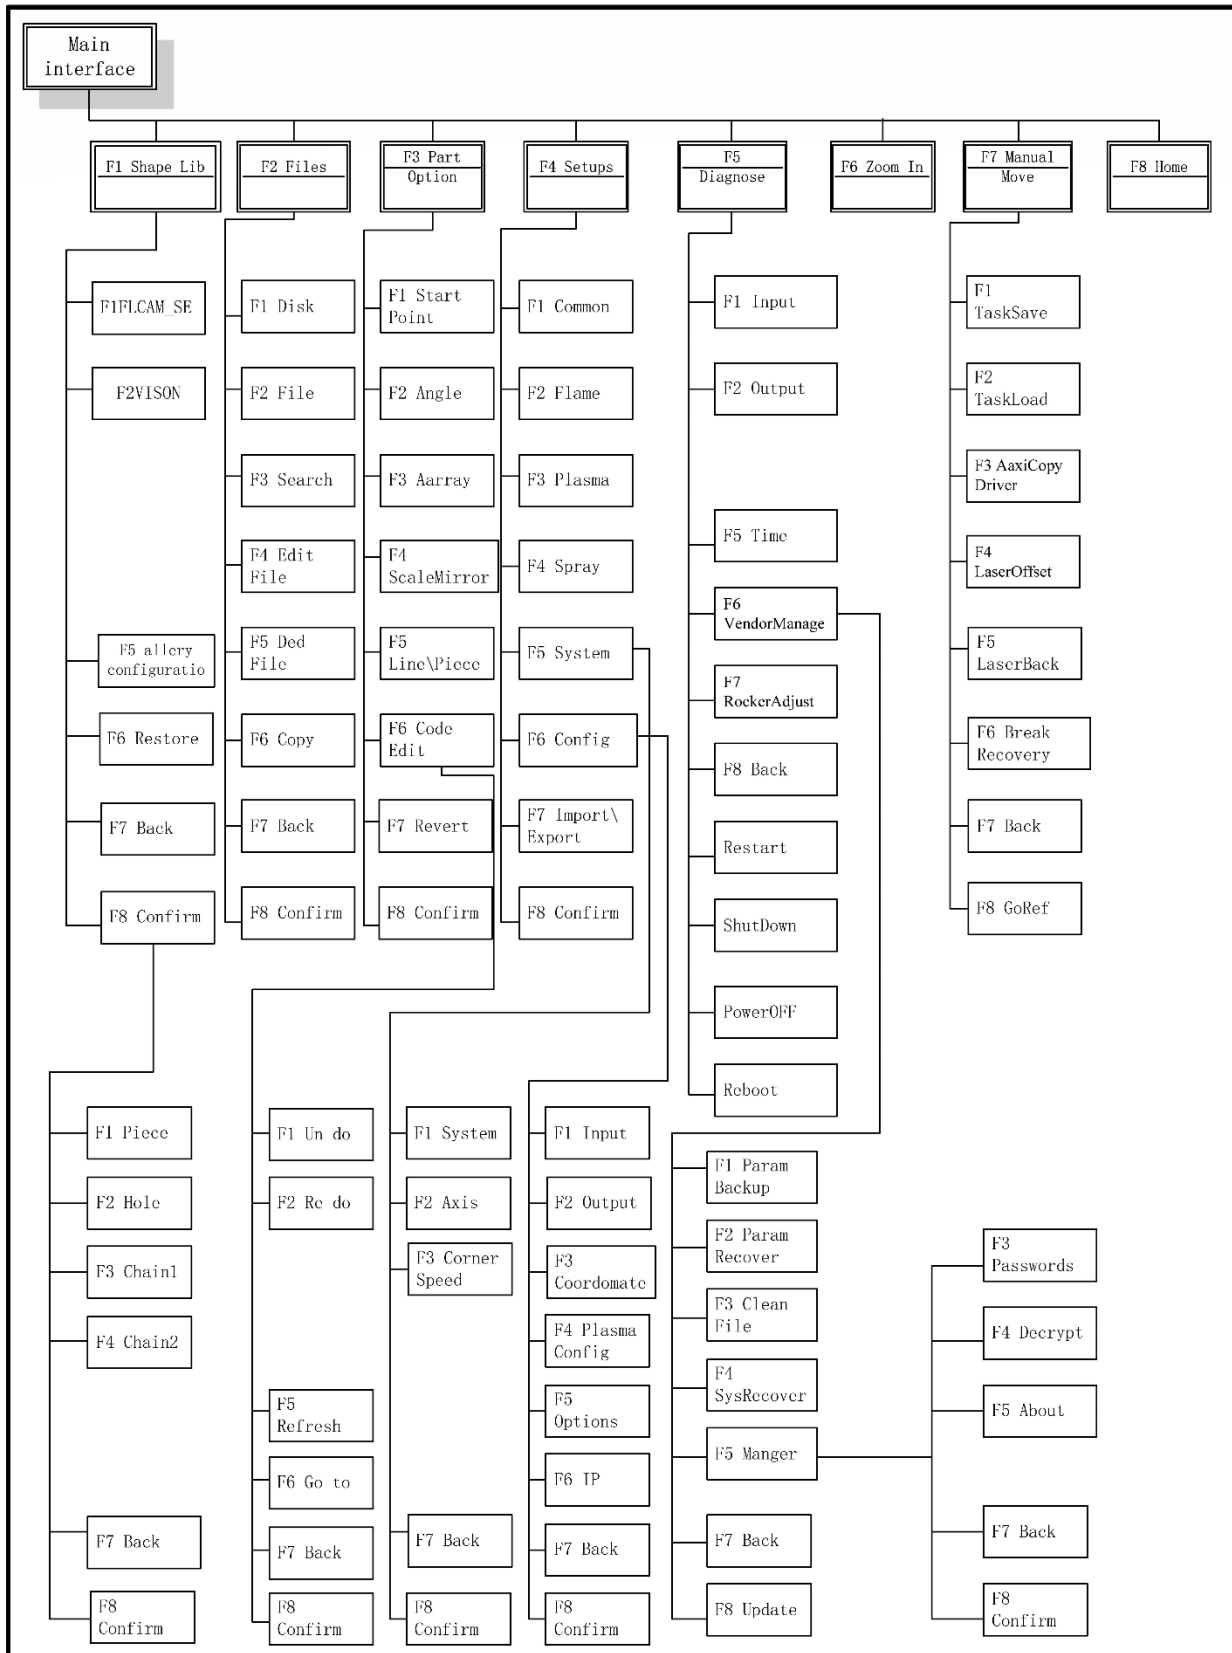 Main
interface
F1 Shape Lib
F2 Files
F3 Part
Option
F4 Setups
F5
Diagnose
F6 Zoom In
F7 Manual
Move
F8 Home
F1FLCAM_SE
F2VISON
F5 allery
configuratio
F6 Restore
F7 Back
F8 Confirm
F1 Disk
F2 File
F3 Search
F4 Edit
File
F5 Ded
File
F6 Copy
F7 Back
F8 Confirm
F1 Start
Point
F2 Angle
F3 Aarray
F4
ScaleMirror
F5
Line\Piece
F6 Code
Edit
F7 Revert
F8 Confirm
F1 Common
F2 Flame
F3 Plasma
F4 Spray
F5 System
F6 Config
F7 Import\
Export
F8 Confirm
F1 Input
F2 Output
F5 Time
F6
VendorManage
F7
RockerAdjust
F8 Back
Restart
ShutDown
PowerOFF
Reboot
F1
TaskSave
F2
TaskLoad
F3 AaxiCopy
Driver
F4
LaserOffset
F5
LaserBack
F6 Break
Recovery
F7 Back
F8 GoRef
F1 Piece
F2 Hole
F3 Chain1
F4 Chain2
F7 Back
F8
Confirm
F1 Un do
F2 Re do
F5
Refresh
F6 Go to
F7 Back
F8
Confirm
F1 System
F2 Axis
F3 Corner
Speed
F7 Back
F8
Confirm
F1 Input
F2 Output
F3
Coordomate
F4 Plasma
Config
F5
Options
F6 IP
F7 Back
F8
Confirm
F1 Param
Backup
F2 Param
Recover
F3 Clean
File
F4
SysRecover
F5 Manger
F7 Back
F8 Update
F3
Passwords
F4 Decrypt
F5 About
F7 Back
F8
Confirm